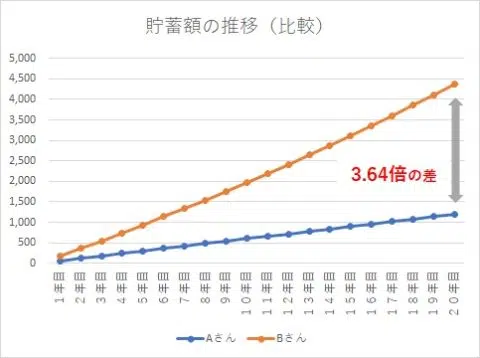 貯蓄額の推移（比較）
5,000
4,500
4,000
3,500
3,000
2,500
2,000
1,500
1,000
500
0
3.64倍の差
1年目
2年目
3年目
4年目
5年目
6年目
7年目
8年目
9年目
10年目
11年目
12年目
13年目
14年目
15年目
16年目
17年目
18年目
19年目
20年目
Aさん Bさん